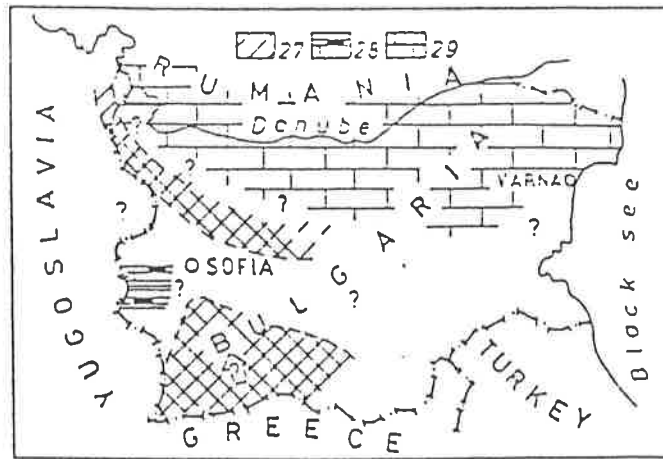 27 28 29
RUMANIA
Danube
YUGOSLAVIA
VARNA
?
?
?
?
SOFIA
?
?
BULGARIA
Black see
TURKEY
GREECE